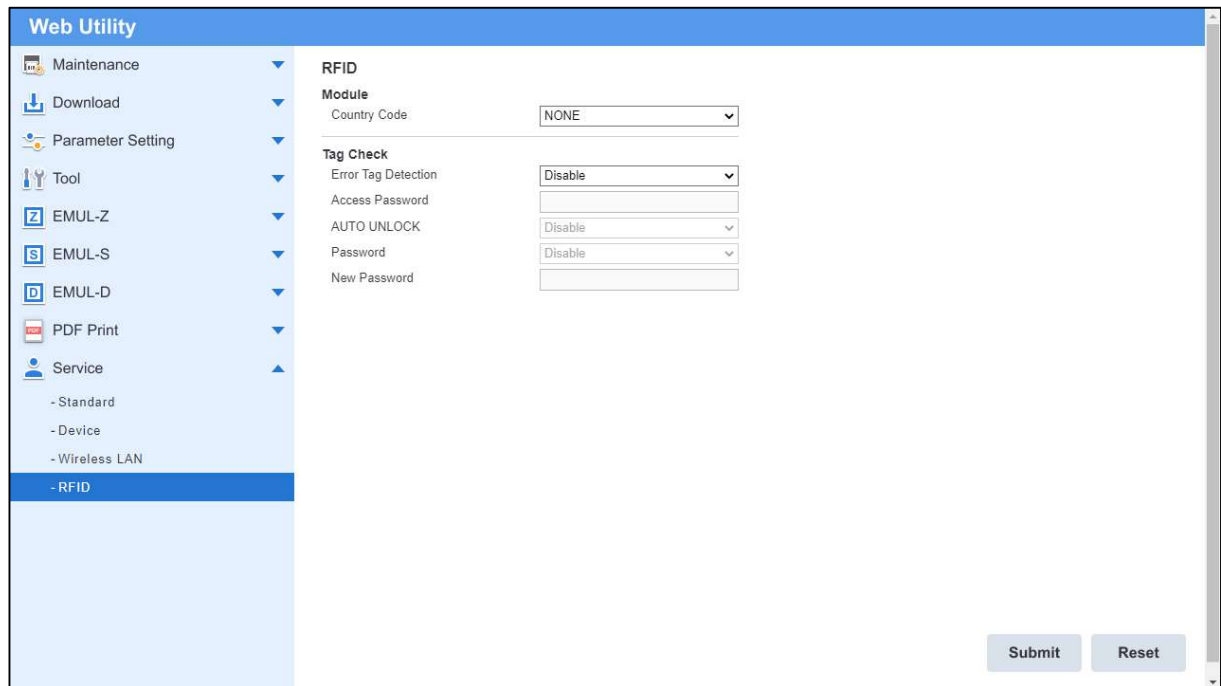 Web Utility
Maintenance
Download
Parameter Setting
Tool
Z EMUL-Z
S EMUL-S
D EMUL-D
PDF PDF Print
Service
- Standard
- Device
- Wireless LAN
- RFID
RFID
Module
Country Code NONE
Tag Check
Error Tag Detection Disable
Access Password
AUTO UNLOCK Disable
Password Disable
New Password
Submit Reset